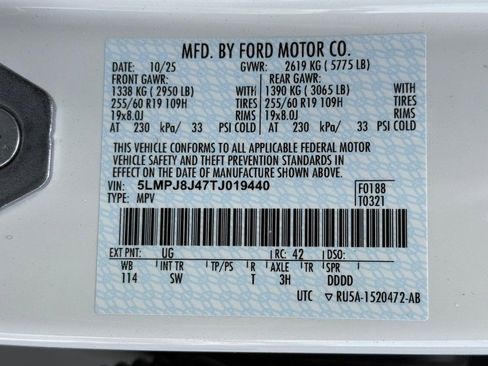 MFD. BY FORD MOTOR CO.
DATE: 10/25 GVWR: 2619 KG ( 5775 LB)
FRONT GAWR: REAR GAWR:
1338 KG ( 2950 LB) WITH 1390 KG ( 3065 LB) WITH
255/60 R19 109H TIRES 255/60 R19 109H TIRES
19x8.0J RIMS 19x8.0J RIMS
AT 230 kPa/ 33 PSI COLD AT 230 kPa/ 33 PSI COLD
THIS VEHICLE CONFORMS TO ALL APPLICABLE FEDERAL MOTOR
VEHICLE SAFETY AND THEFT PREVENTION STANDARDS IN
EFFECT ON THE DATE OF MANUFACTURE SHOWN ABOVE.
VIN: 5LMPJ8J47TJ019440 F0188
TYPE: MPV T0321
EXT PNT: UG RC: 42 DSO:
WB INT TR TP/PS R AXLE TR SPR
114 SW T 3H DDDD
UTC RU5A-1520472-AB